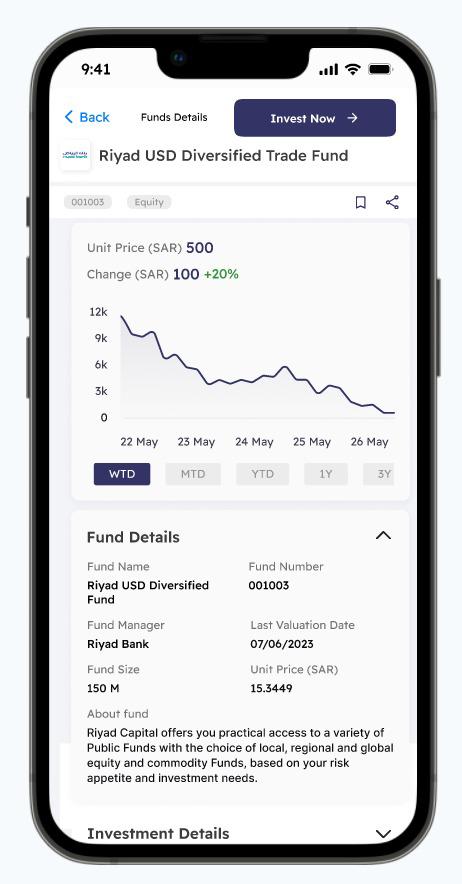 9:41
Back
Funds Details
Invest Now
Riyad USD Diversified Trade Fund
001003
Equity
Unit Price (SAR) 500
Change (SAR) 100 +20%
12k
9k
6k
3k
0
22 May 23 May 24 May 25 May 26 May
WTD MTD YTD 1Y 3Y
Fund Details
Fund Name
Fund Number
Riyad USD Diversified
Fund
001003
Fund Manager
Last Valuation Date
Riyad Bank
07/06/2023
Fund Size
Unit Price (SAR)
150 M
15.3449
About fund
Riyad Capital offers you practical access to a variety of
Public Funds with the choice of local, regional and global
equity and commodity Funds, based on your risk
appetite and investment needs.
Investment Details